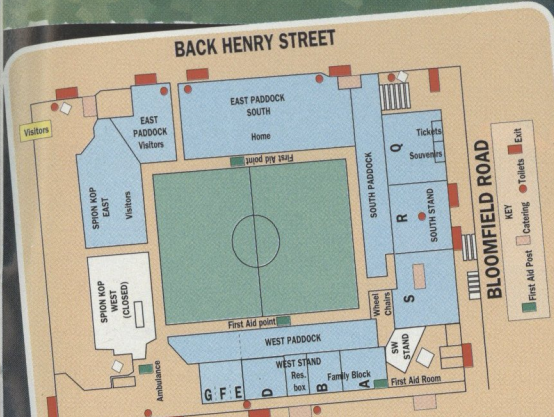 BACK HENRY STREET
Visitors
EAST
PADDOCK
Visitors
EAST PADDOCK
SOUTH
Home
First Aid point
SPION KOP
EAST
Visitors
SOUTH PADDOCK
Q
Tickets
Souvenirs
R
SOUTH STAND
S
BLOOMFIELD ROAD
KEY
First Aid Post
Catering
Toilets
Exit
SPION KOP
WEST
(CLOSED)
First Aid point
Wheel
Chairs
WEST PADDOCK
SW
STAND
WEST STAND
Ambulance
G F E
D
Res.
box
B
Family Block
A
First Aid Room